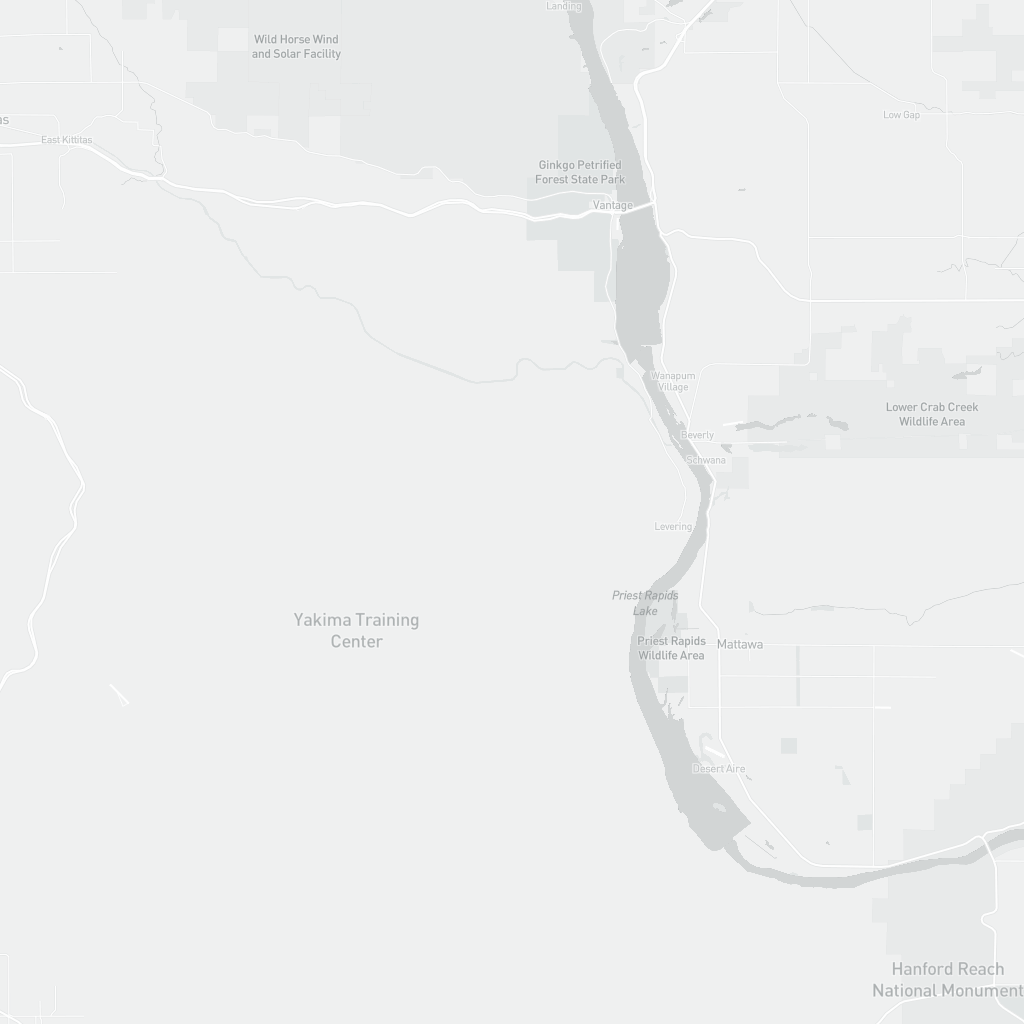 Landing
Wild Horse Wind
and Solar Facility
Low Gap
as
East Kittitas
Ginkgo Petrified
Forest State Park
Vantage
Wanapum
Village
Lower Crab Creek
Wildlife Area
Beverly
Schwana
Levering
Priest Rapids
Lake
Yakima Training
Center
Priest Rapids
Wildlife Area
Mattawa
Desert Aire
Hanford Reach
National Monument